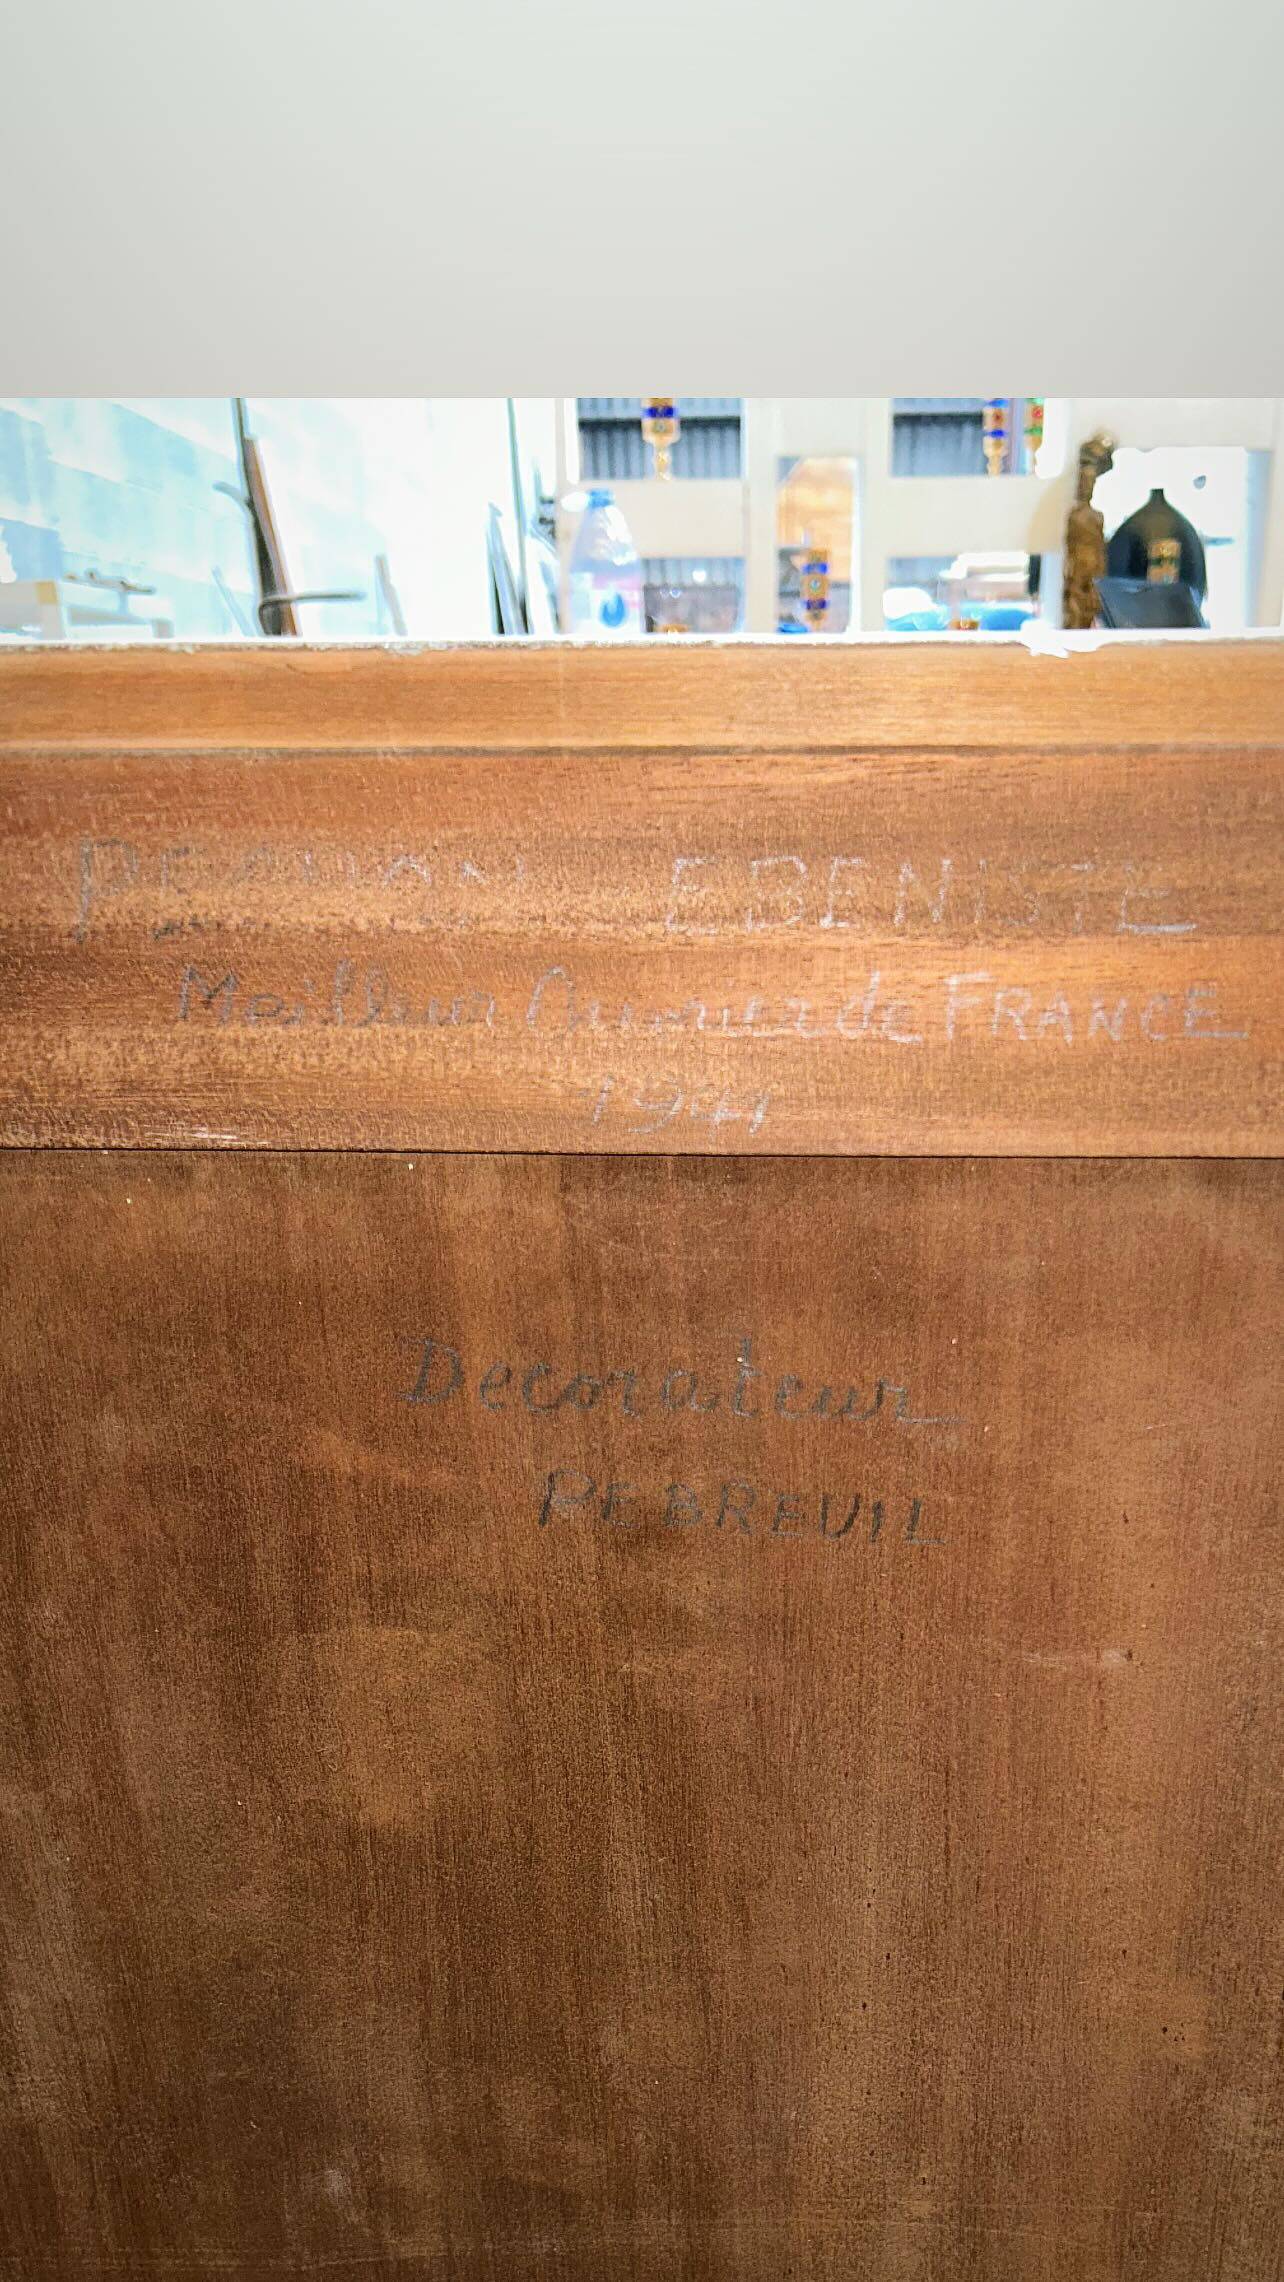 EBENISTE
Meilleur Ouvrier de FRANCE
1941
Decorateur
PEBREUIL